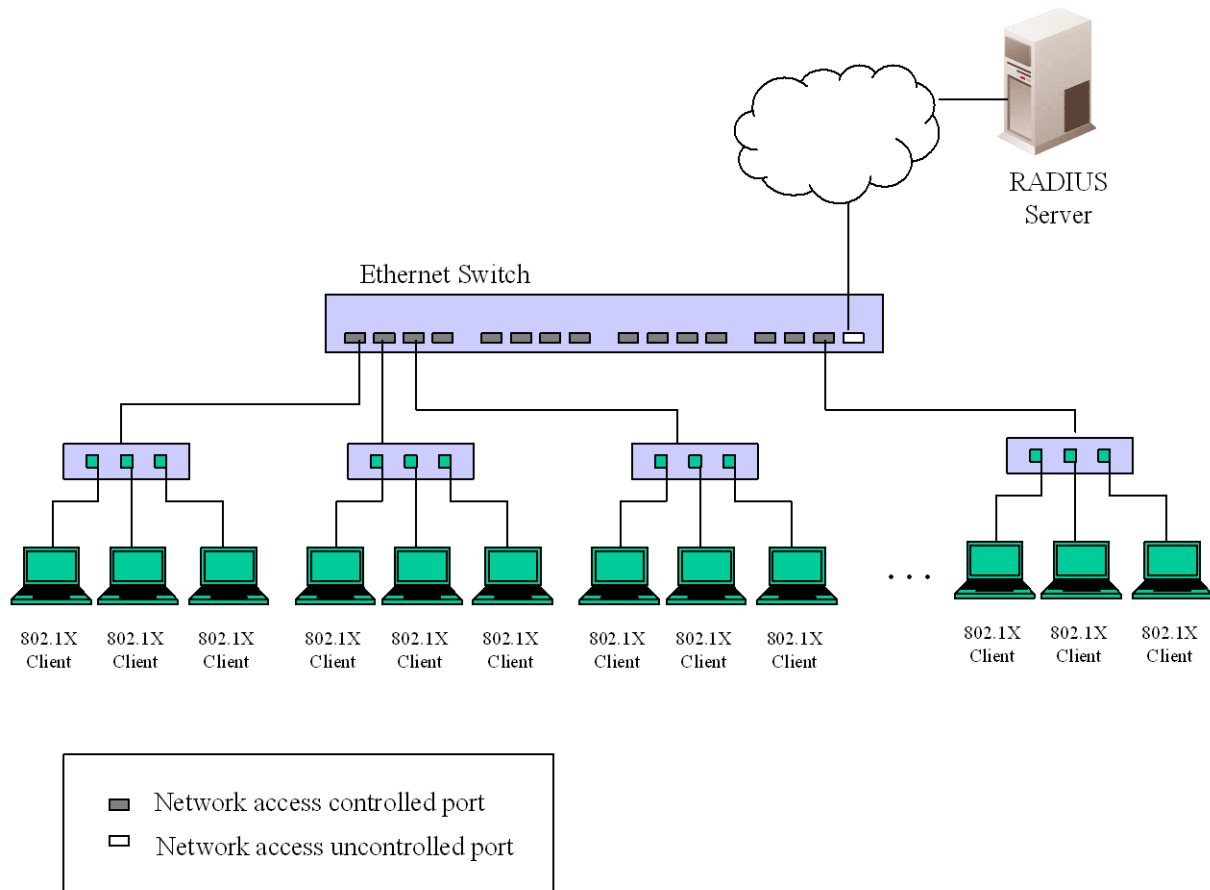 RADIUS
Server
Ethernet Switch
. . .
802.1X
Client
802.1X
Client
802.1X
Client
802.1X
Client
802.1X
Client
802.1X
Client
802.1X
Client
802.1X
Client
802.1X
Client
802.1X
Client
802.1X
Client
802.1X
Client
Network access controlled port
Network access uncontrolled port